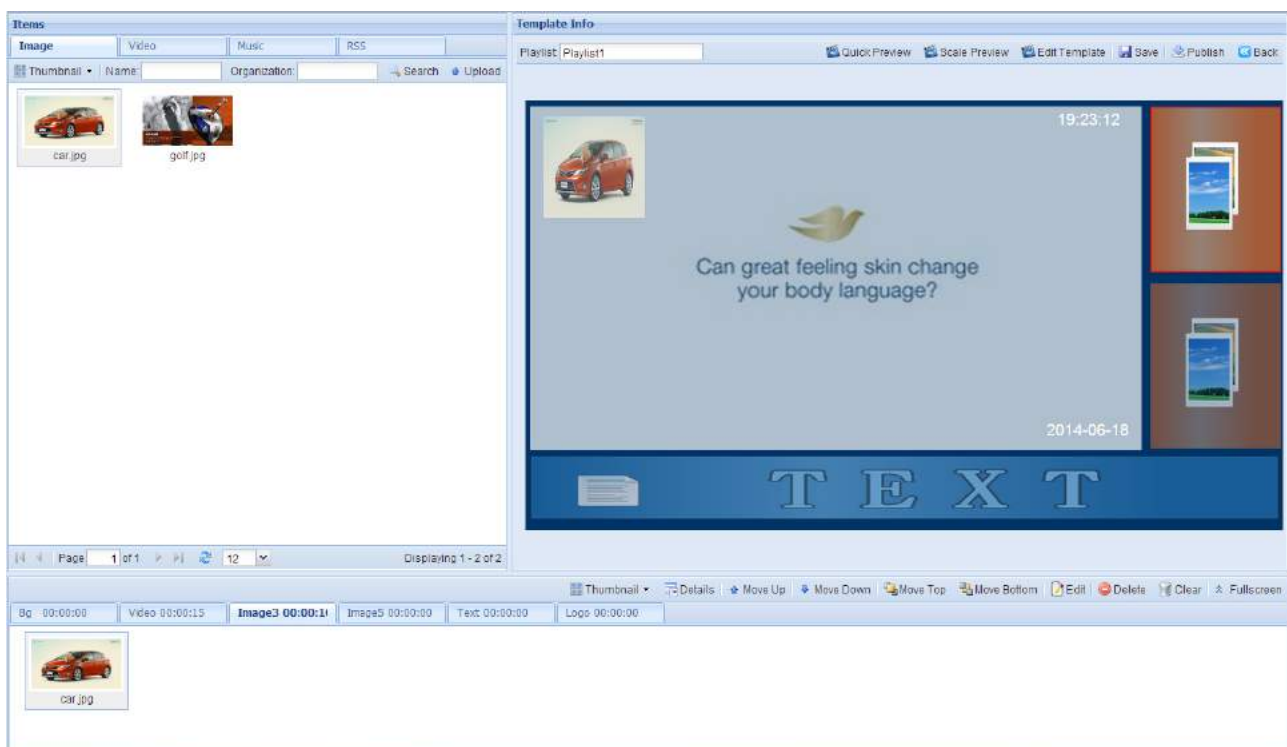 Items
Image Video Music RSS
Thumbnail Name: Organization: Search Upload
car.jpg golf.jpg
Page 1 of 1 12 Displaying 1 - 2 of 2
Template Info
Playlist: Playlist1 Quick Preview Scale Preview Edit Template Save Publish Back
19:23:12
Can great feeling skin change
your body language?
2014-06-18
TEXT
Thumbnail Details Move Up Move Down Move Top Move Bottom Edit Delete Clear Fullscreen
Bg 00:00:00 Video 00:00:15 Image3 00:00:1 Image5 00:00:00 Text 00:00:00 Logo 00:00:00
car.jpg